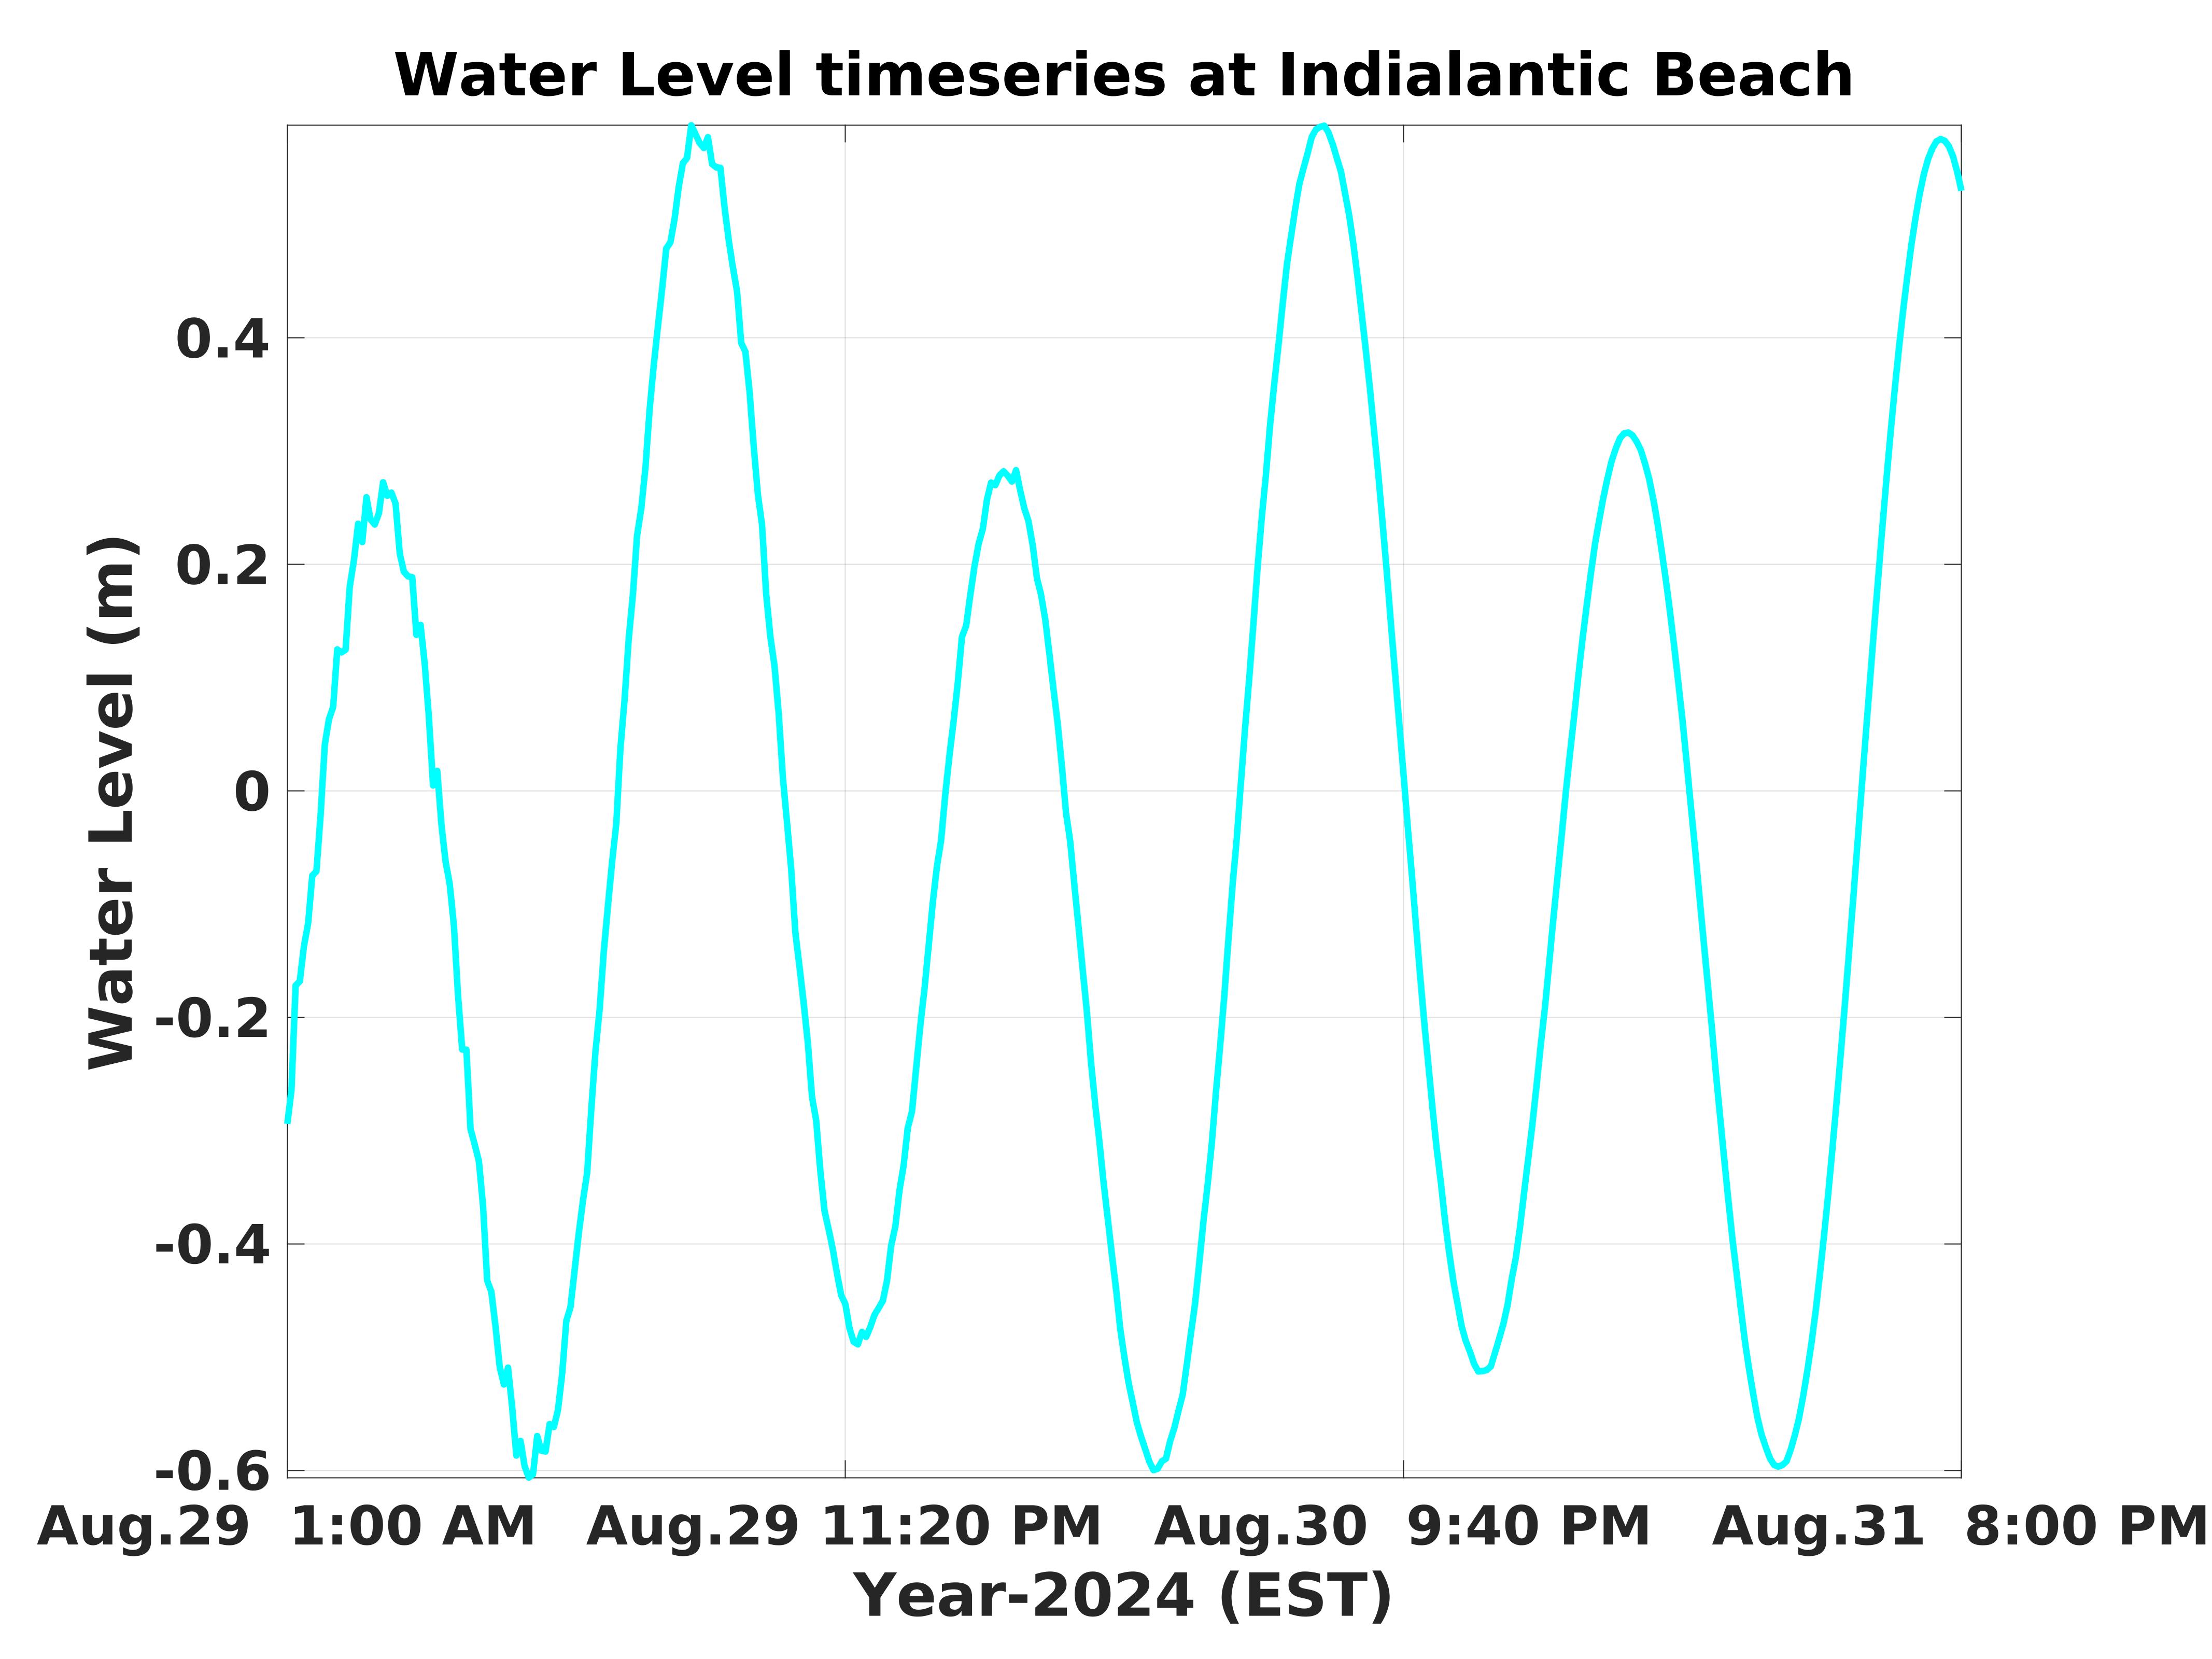 Water Level timeseries at Indialantic Beach
Water Level (m)
0.4
0.2
0
-0.2
-0.4
-0.6
Aug.29  1:00 AM
Aug.29 11:20 PM
Aug.30  9:40 PM
Aug.31  8:00 PM
Year-2024 (EST)